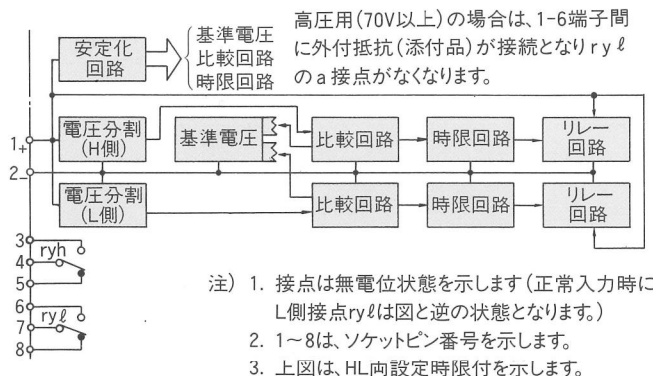 高圧用(70V以上)の場合は、1-6端子間
に外付抵抗(添付品)が接続となりryℓ
のa接点がなくなります。
安定化
回路
基準電圧
比較回路
時限回路
1+
電圧分割
(H側)
基準電圧
比較回路
時限回路
リレー
回路
2−
電圧分割
(L側)
比較回路
時限回路
リレー
回路
3
ryh
4
5
6
ryℓ
7
8
注) 1. 接点は無電位状態を示します(正常入力時に
L側接点ryℓは図と逆の状態となります。)
2. 1~8は、ソケットピン番号を示します。
3. 上図は、HL両設定時限付を示します。